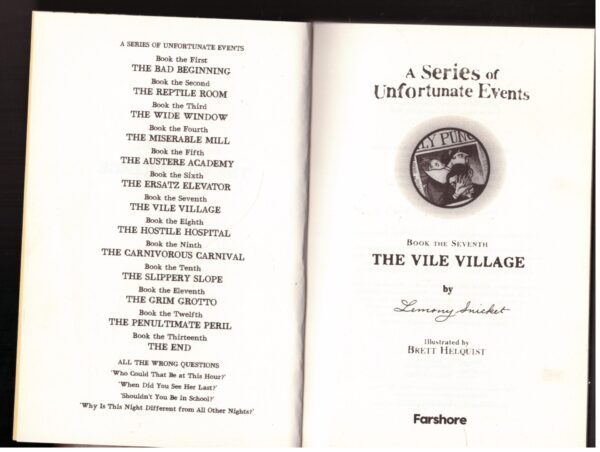 A SERIES OF UNFORTUNATE EVENTS
Book the First
THE BAD BEGINNING
Book the Second
THE REPTILE ROOM
Book the Third
THE WIDE WINDOW
Book the Fourth
THE MISERABLE MILL
Book the Fifth
THE AUSTERE ACADEMY
Book the Sixth
THE ERSATZ ELEVATOR
Book the Seventh
THE VILE VILLAGE
Book the Eighth
THE HOSTILE HOSPITAL
Book the Ninth
THE CARNIVOROUS CARNIVAL
Book the Tenth
THE SLIPPERY SLOPE
Book the Eleventh
THE GRIM GROTTO
Book the Twelfth
THE PENULTIMATE PERIL
Book the Thirteenth
THE END
ALL THE WRONG QUESTIONS
'Who Could That Be at This Hour?'
'When Did You See Her Last?'
'Shouldn't You Be in School?'
'Why Is This Night Different from All Other Nights?'
A Series of
Unfortunate Events
LY PUNC
BOOK THE SEVENTH
THE VILE VILLAGE
by
Lemony Snicket
Illustrated by
BRETT HELQUIST
Farshore